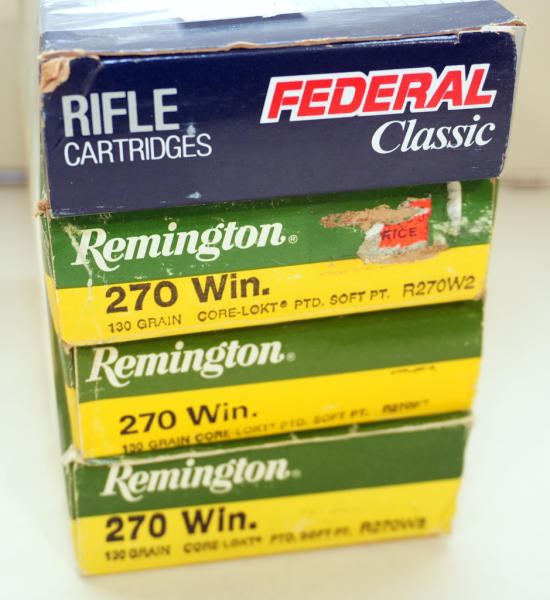 RIFLE
CARTRIDGES
FEDERAL
Classic
Remington®
RICE
270 Win.
130 GRAIN CORE-LOKT® PTD. SOFT PT. R270W2
Remington®
270 Win.
130 GRAIN CORE-LOKT® PTD. SOFT PT.
Remington®
270 Win.
130 GRAIN CORE-LOKT® PTD. SOFT PT. R270W2